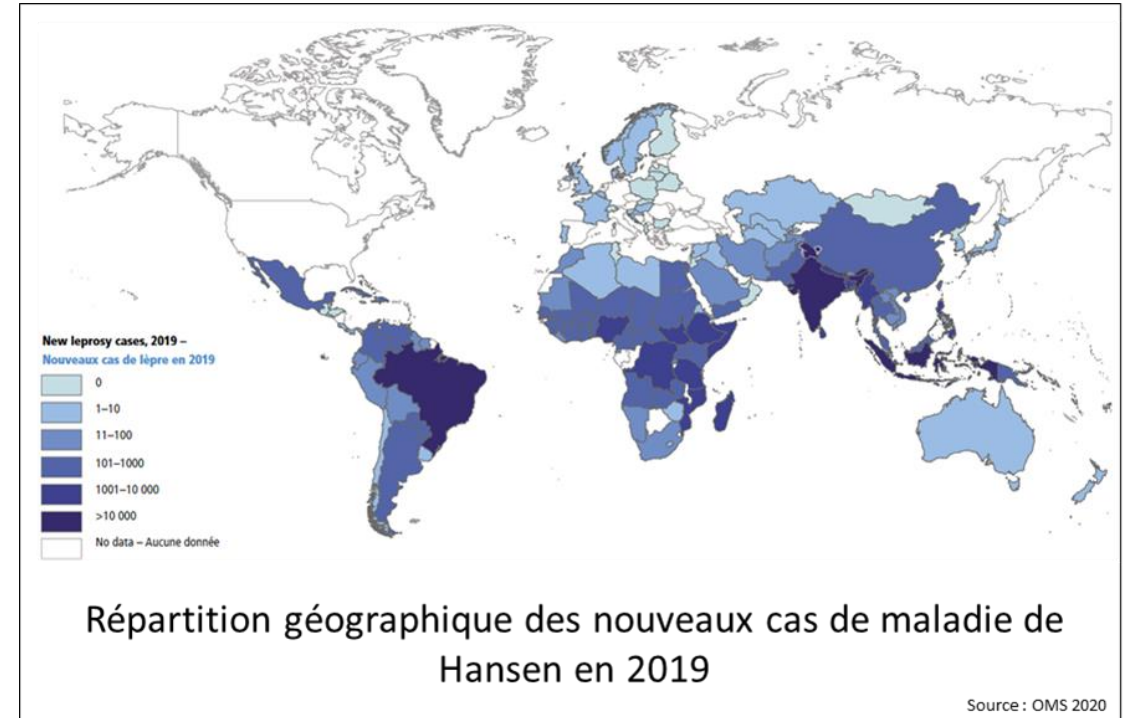 New leprosy cases, 2019 –
Nouveaux cas de lèpre en 2019
0
1–10
11–100
101–1000
1001–10 000
>10 000
No data – Aucune donnée
Répartition géographique des nouveaux cas de maladie de
Hansen en 2019
Source : OMS 2020